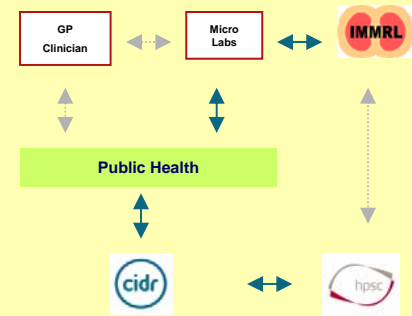 GP
Clinician
Micro
Labs
IMMRL
Public Health
cidr
hpsc